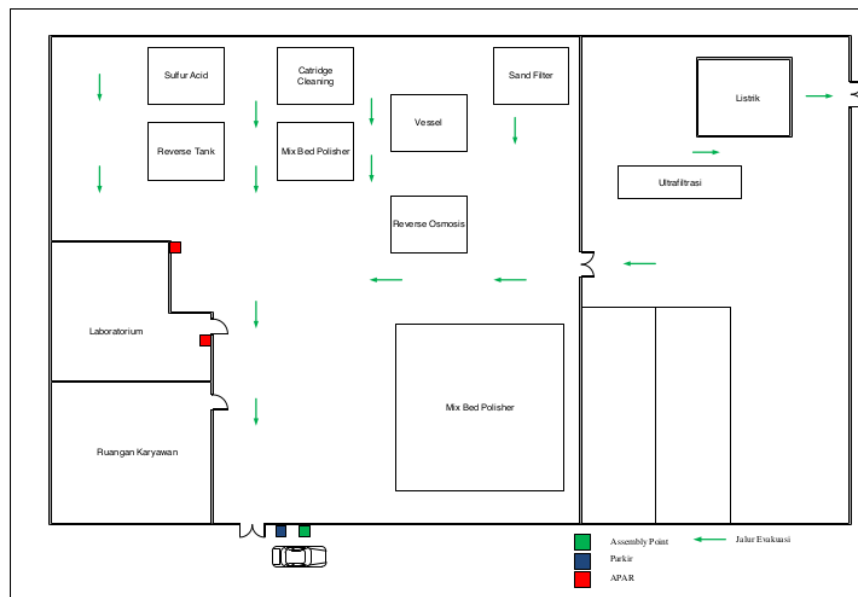 Sulfur Acid
Catridge
Cleaning
Sand Filter
Listrik
Vessel
Reverse Tank
Mix Bed Polisher
Ultrafiltrasi
Reverse Osmosis
Laboratorium
Mix Bed Polisher
Ruangan Karyawan
Assembly Point
Jalur Evakuasi
Parkir
APAR